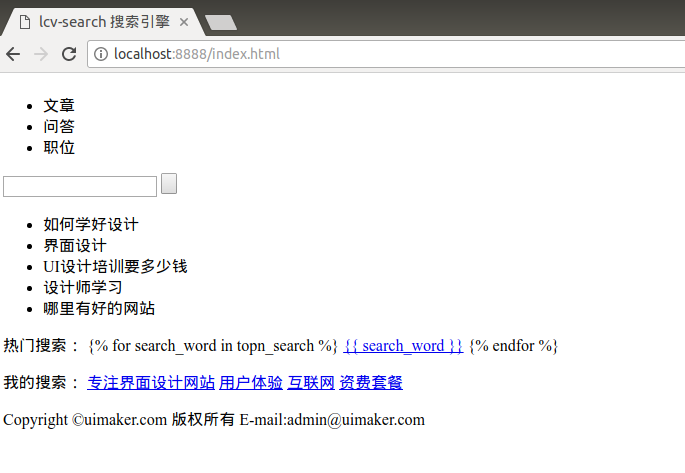 lcv-search 搜索引擎
localhost:8888/index.html
文章
问答
职位
如何学好设计
界面设计
UI设计培训要多少钱
设计师学习
哪里有好的网站
热门搜索： {% for search_word in topn_search %} {{ search_word }} {% endfor %}
我的搜索： 专注界面设计网站 用户体验 互联网 资费套餐
Copyright ©uimaker.com 版权所有 E-mail:admin@uimaker.com